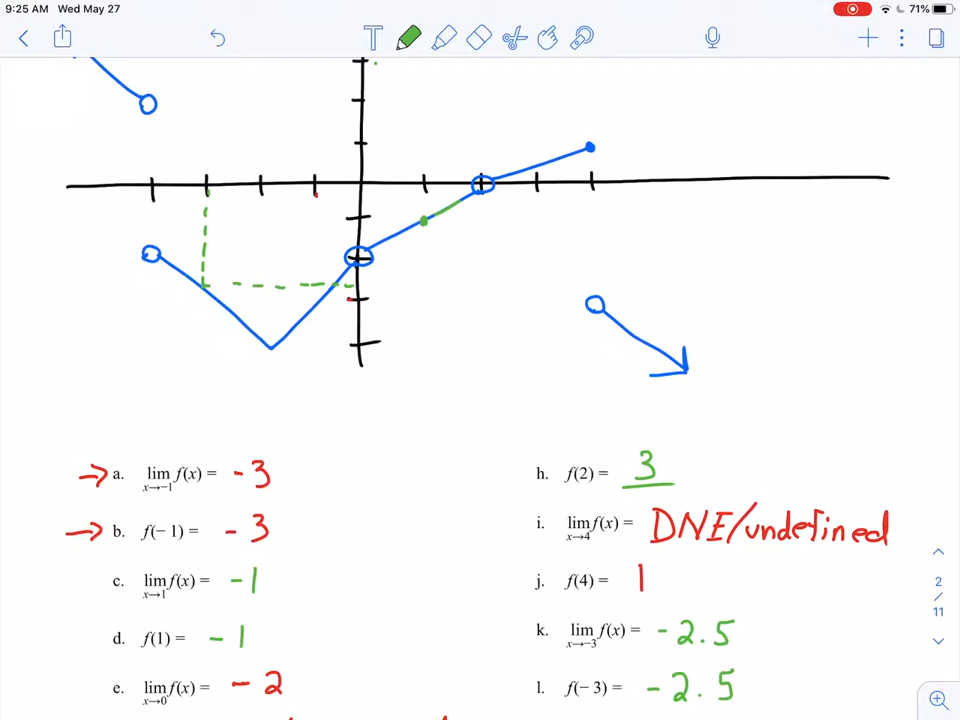 9:25 AM Wed May 27
71%
a. lim f(x) = -3
x→-1
b. f(-1) = -3
c. lim f(x) = -1
x→1
d. f(1) = -1
e. lim f(x) = -2
x→0
h. f(2) = 3
i. lim f(x) = DNE/undefined
x→4
j. f(4) = 1
k. lim f(x) = -2.5
x→-3
l. f(-3) = -2.5
2
/
11